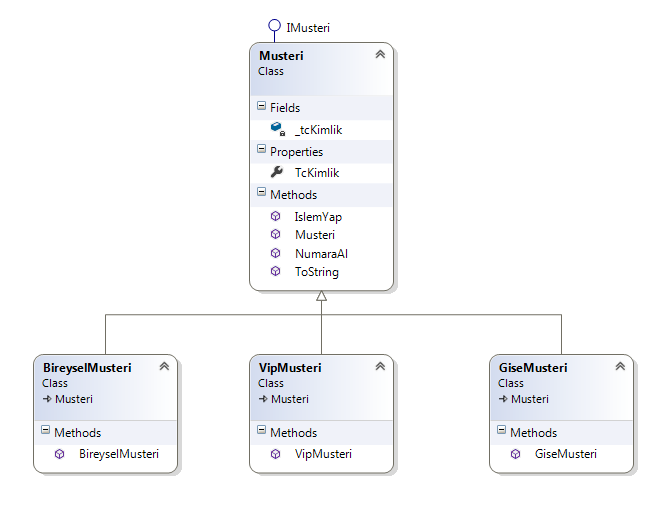 IMusteri
Musteri
Class
Fields
_tcKimlik
Properties
TcKimlik
Methods
IslemYap
Musteri
NumaraAl
ToString
BireyselMusteri
Class
Musteri
Methods
BireyselMusteri
VipMusteri
Class
Musteri
Methods
VipMusteri
GiseMusteri
Class
Musteri
Methods
GiseMusteri